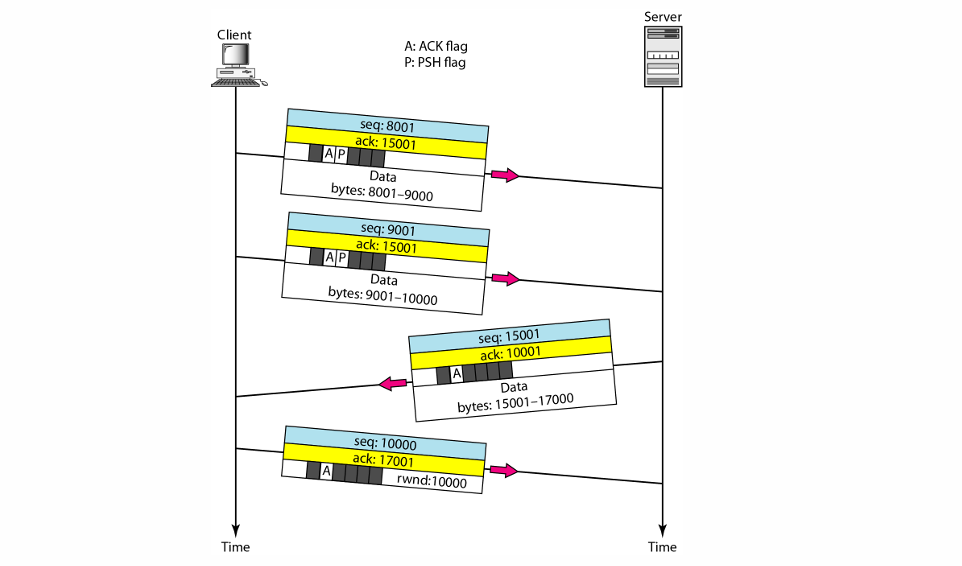 Client
Server
A: ACK flag
P: PSH flag
seq: 8001
ack: 15001
A P
Data
bytes: 8001–9000
seq: 9001
ack: 15001
A P
Data
bytes: 9001–10000
seq: 15001
ack: 10001
A
Data
bytes: 15001–17000
seq: 10000
ack: 17001
A rwnd:10000
Time
Time